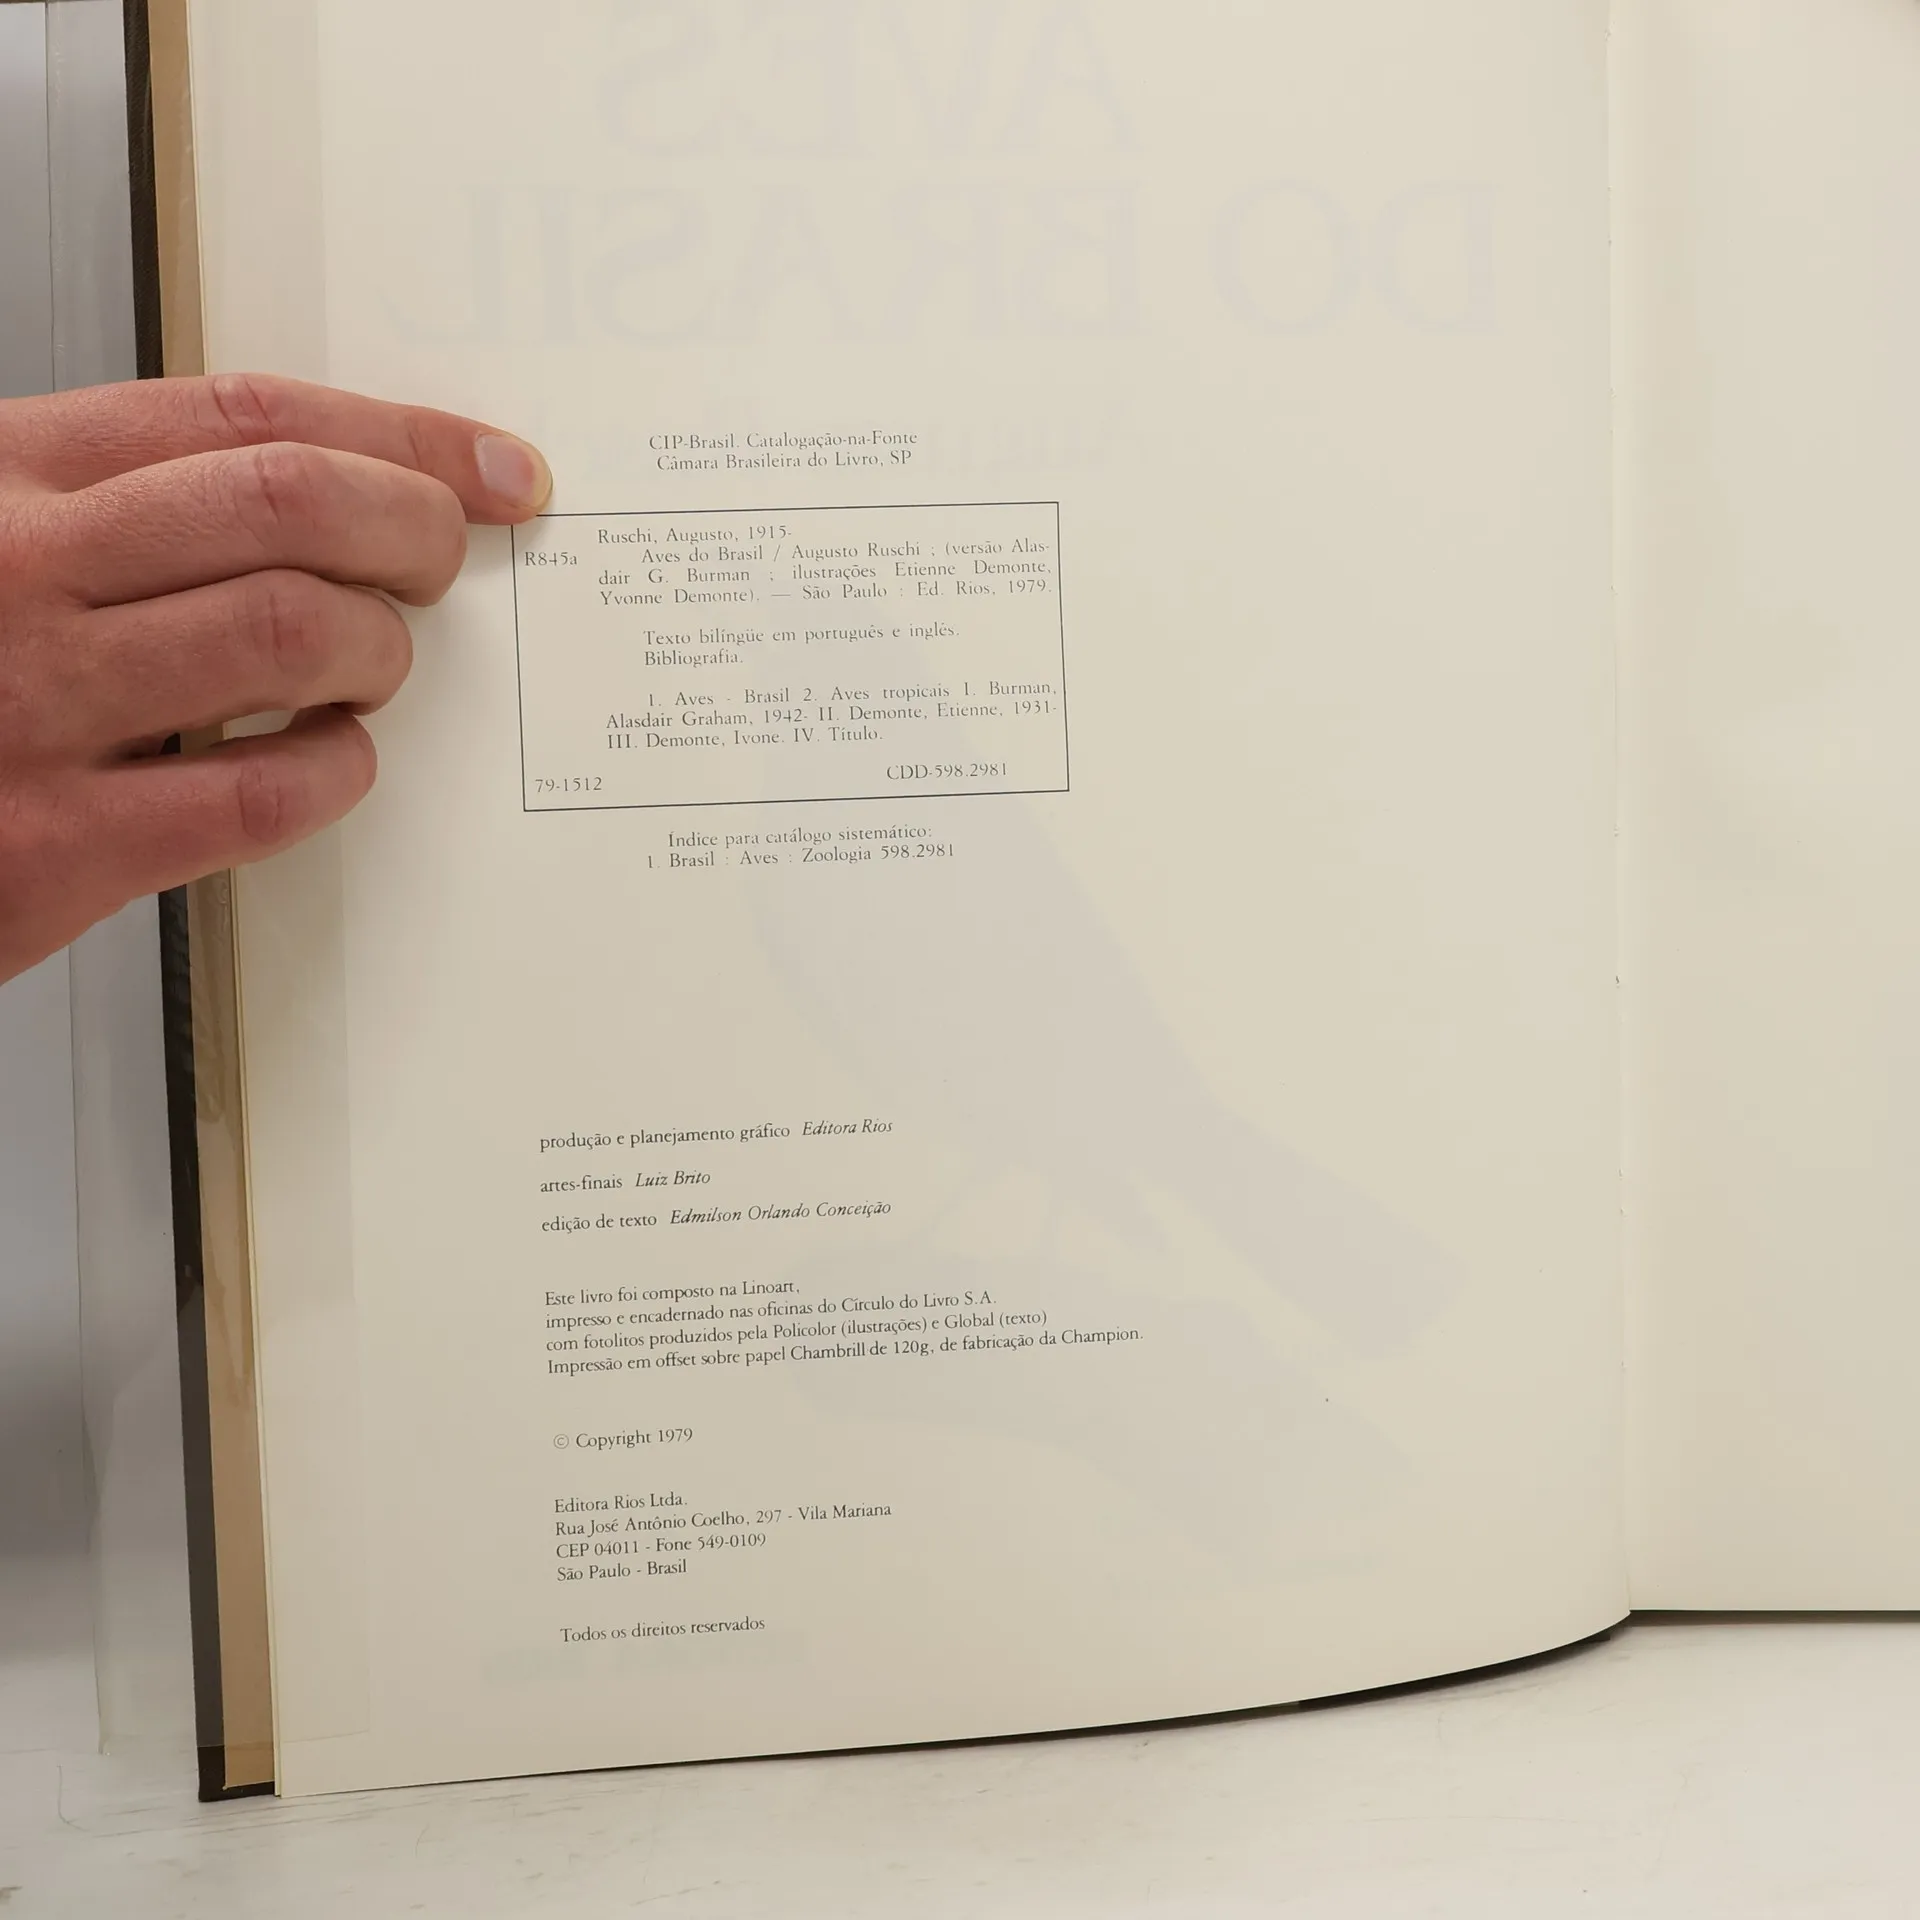 AVES
DO BRASIL
CIP-Brasil. Catalogação-na-Fonte
Câmara Brasileira do Livro, SP
Ruschi, Augusto, 1915-
R845a
Aves do Brasil / Augusto Ruschi ; (versão Alas-
dair G. Burman ; ilustrações Etienne Demonte,
Yvonne Demonte). — São Paulo : Ed. Rios, 1979.
Texto bilíngüe em português e inglês.
Bibliografia.
1. Aves - Brasil 2. Aves tropicais I. Burman,
Alasdair Graham, 1942- II. Demonte, Etienne, 1931-
III. Demonte, Ivone. IV. Título.
79-1512
CDD-598.2981
Índice para catálogo sistemático:
1. Brasil : Aves : Zoologia 598.2981
produção e planejamento gráfico Editora Rios
artes-finais Luiz Brito
edição de texto Edmilson Orlando Conceição
Este livro foi composto na Linoart,
impresso e encadernado nas oficinas do Círculo do Livro S.A.
com fotolitos produzidos pela Policolor (ilustrações) e Global (texto)
Impressão em offset sobre papel Chambrill de 120g, de fabricação da Champion.
© Copyright 1979
Editora Rios Ltda.
Rua José Antônio Coelho, 297 - Vila Mariana
CEP 04011 - Fone 549-0109
São Paulo - Brasil
Todos os direitos reservados